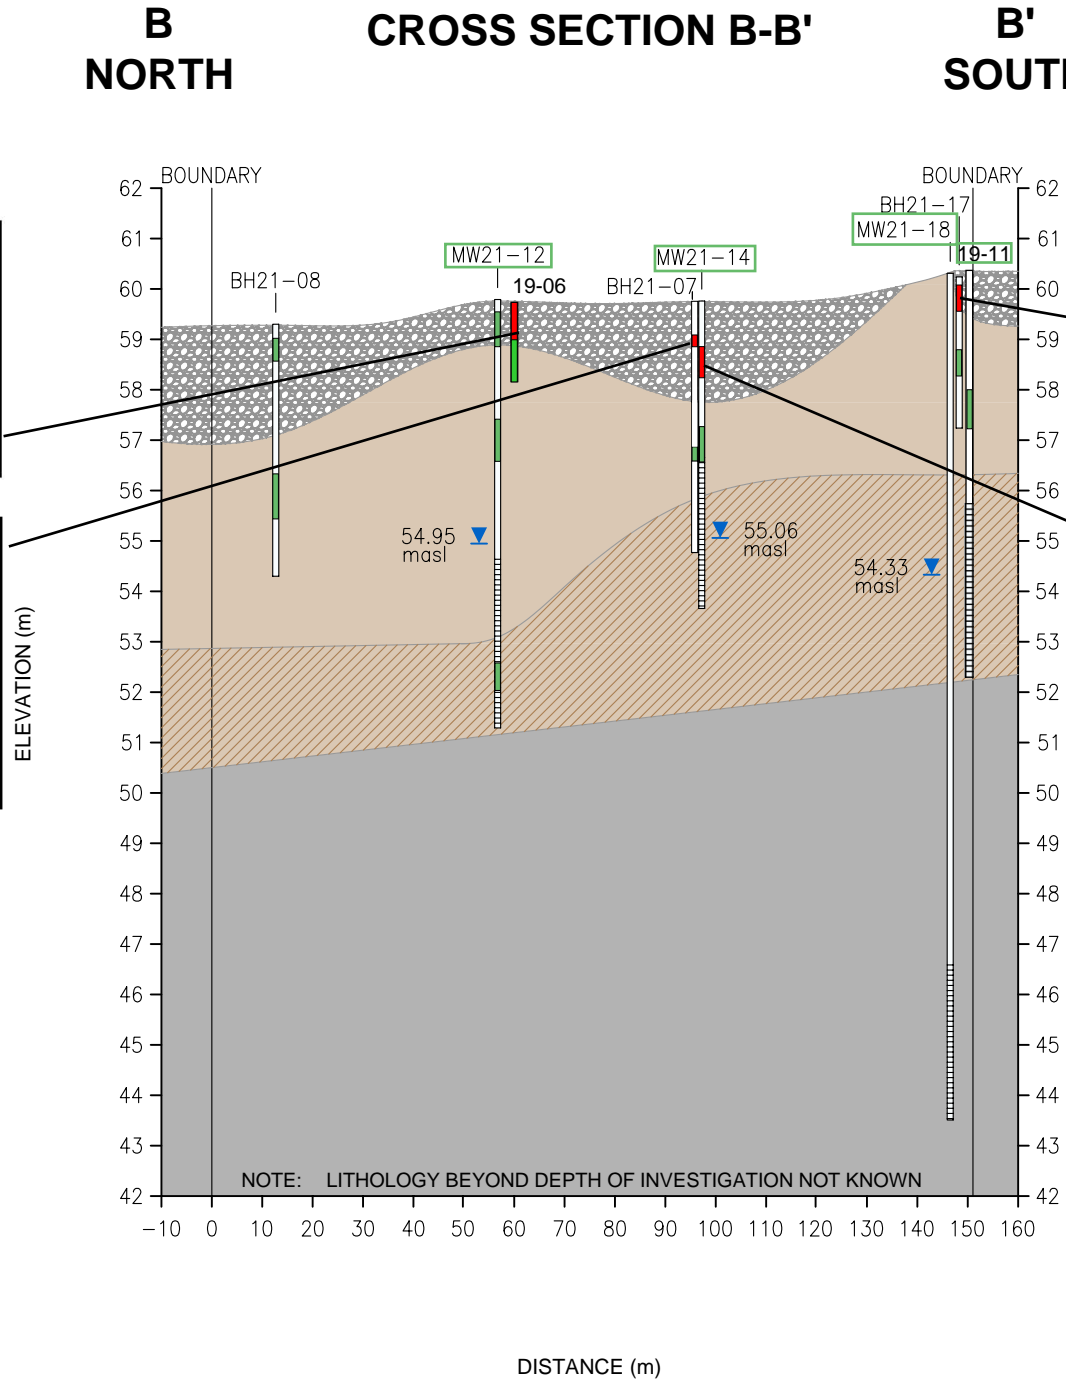 B
NORTH
CROSS SECTION B-B'
B'
SOUTH
BOUNDARY
BOUNDARY
BH21-08
MW21-12
19-06
BH21-07
MW21-14
BH21-17
MW21-18
19-11
62
61
60
59
58
57
56
55
54
53
52
51
50
49
48
47
46
45
44
43
42
62
61
60
59
58
57
56
55
54
53
52
51
50
49
48
47
46
45
44
43
42
54.95
masl
55.06
masl
54.33
masl
ELEVATION (m)
NOTE: LITHOLOGY BEYOND DEPTH OF INVESTIGATION NOT KNOWN
-10 0 10 20 30 40 50 60 70 80 90 100 110 120 130 140 150 160
DISTANCE (m)